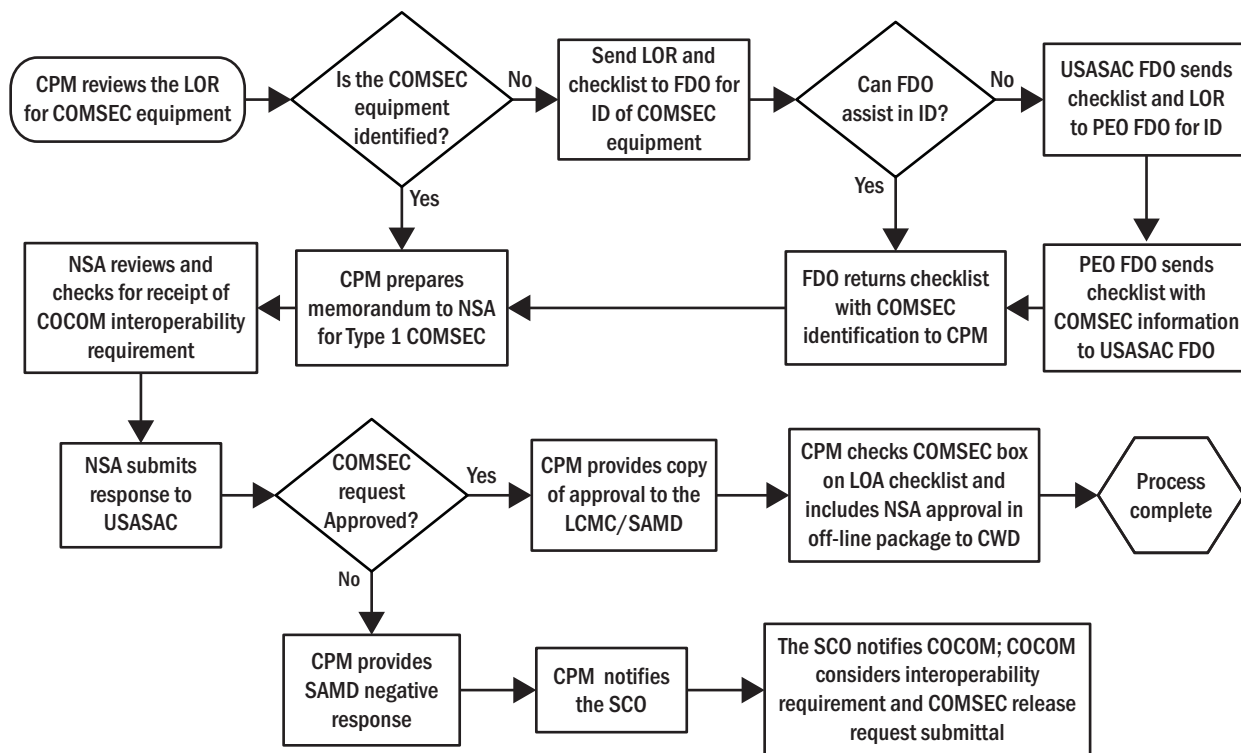 CPM reviews the LOR
for COMSEC equipment
Is the COMSEC
equipment
identified?
No
Send LOR and
checklist to FDO for
ID of COMSEC
equipment
Can FDO
assist in ID?
No
USASAC FDO sends
checklist and LOR
to PEO FDO for ID
Yes
Yes
NSA reviews and
checks for receipt of
COCOM interoperability
requirement
CPM prepares
memorandum to NSA
for Type 1 COMSEC
FDO returns checklist
with COMSEC
identification to CPM
PEO FDO sends
checklist with
COMSEC information
to USASAC FDO
NSA submits
response to
USASAC
COMSEC
request
Approved?
Yes
CPM provides copy
of approval to the
LCMC/SAMD
CPM checks COMSEC box
on LOA checklist and
includes NSA approval in
off-line package to CWD
Process
complete
No
CPM provides
SAMD negative
response
CPM notifies
the SCO
The SCO notifies COCOM; COCOM
considers interoperability
requirement and COMSEC release
request submittal